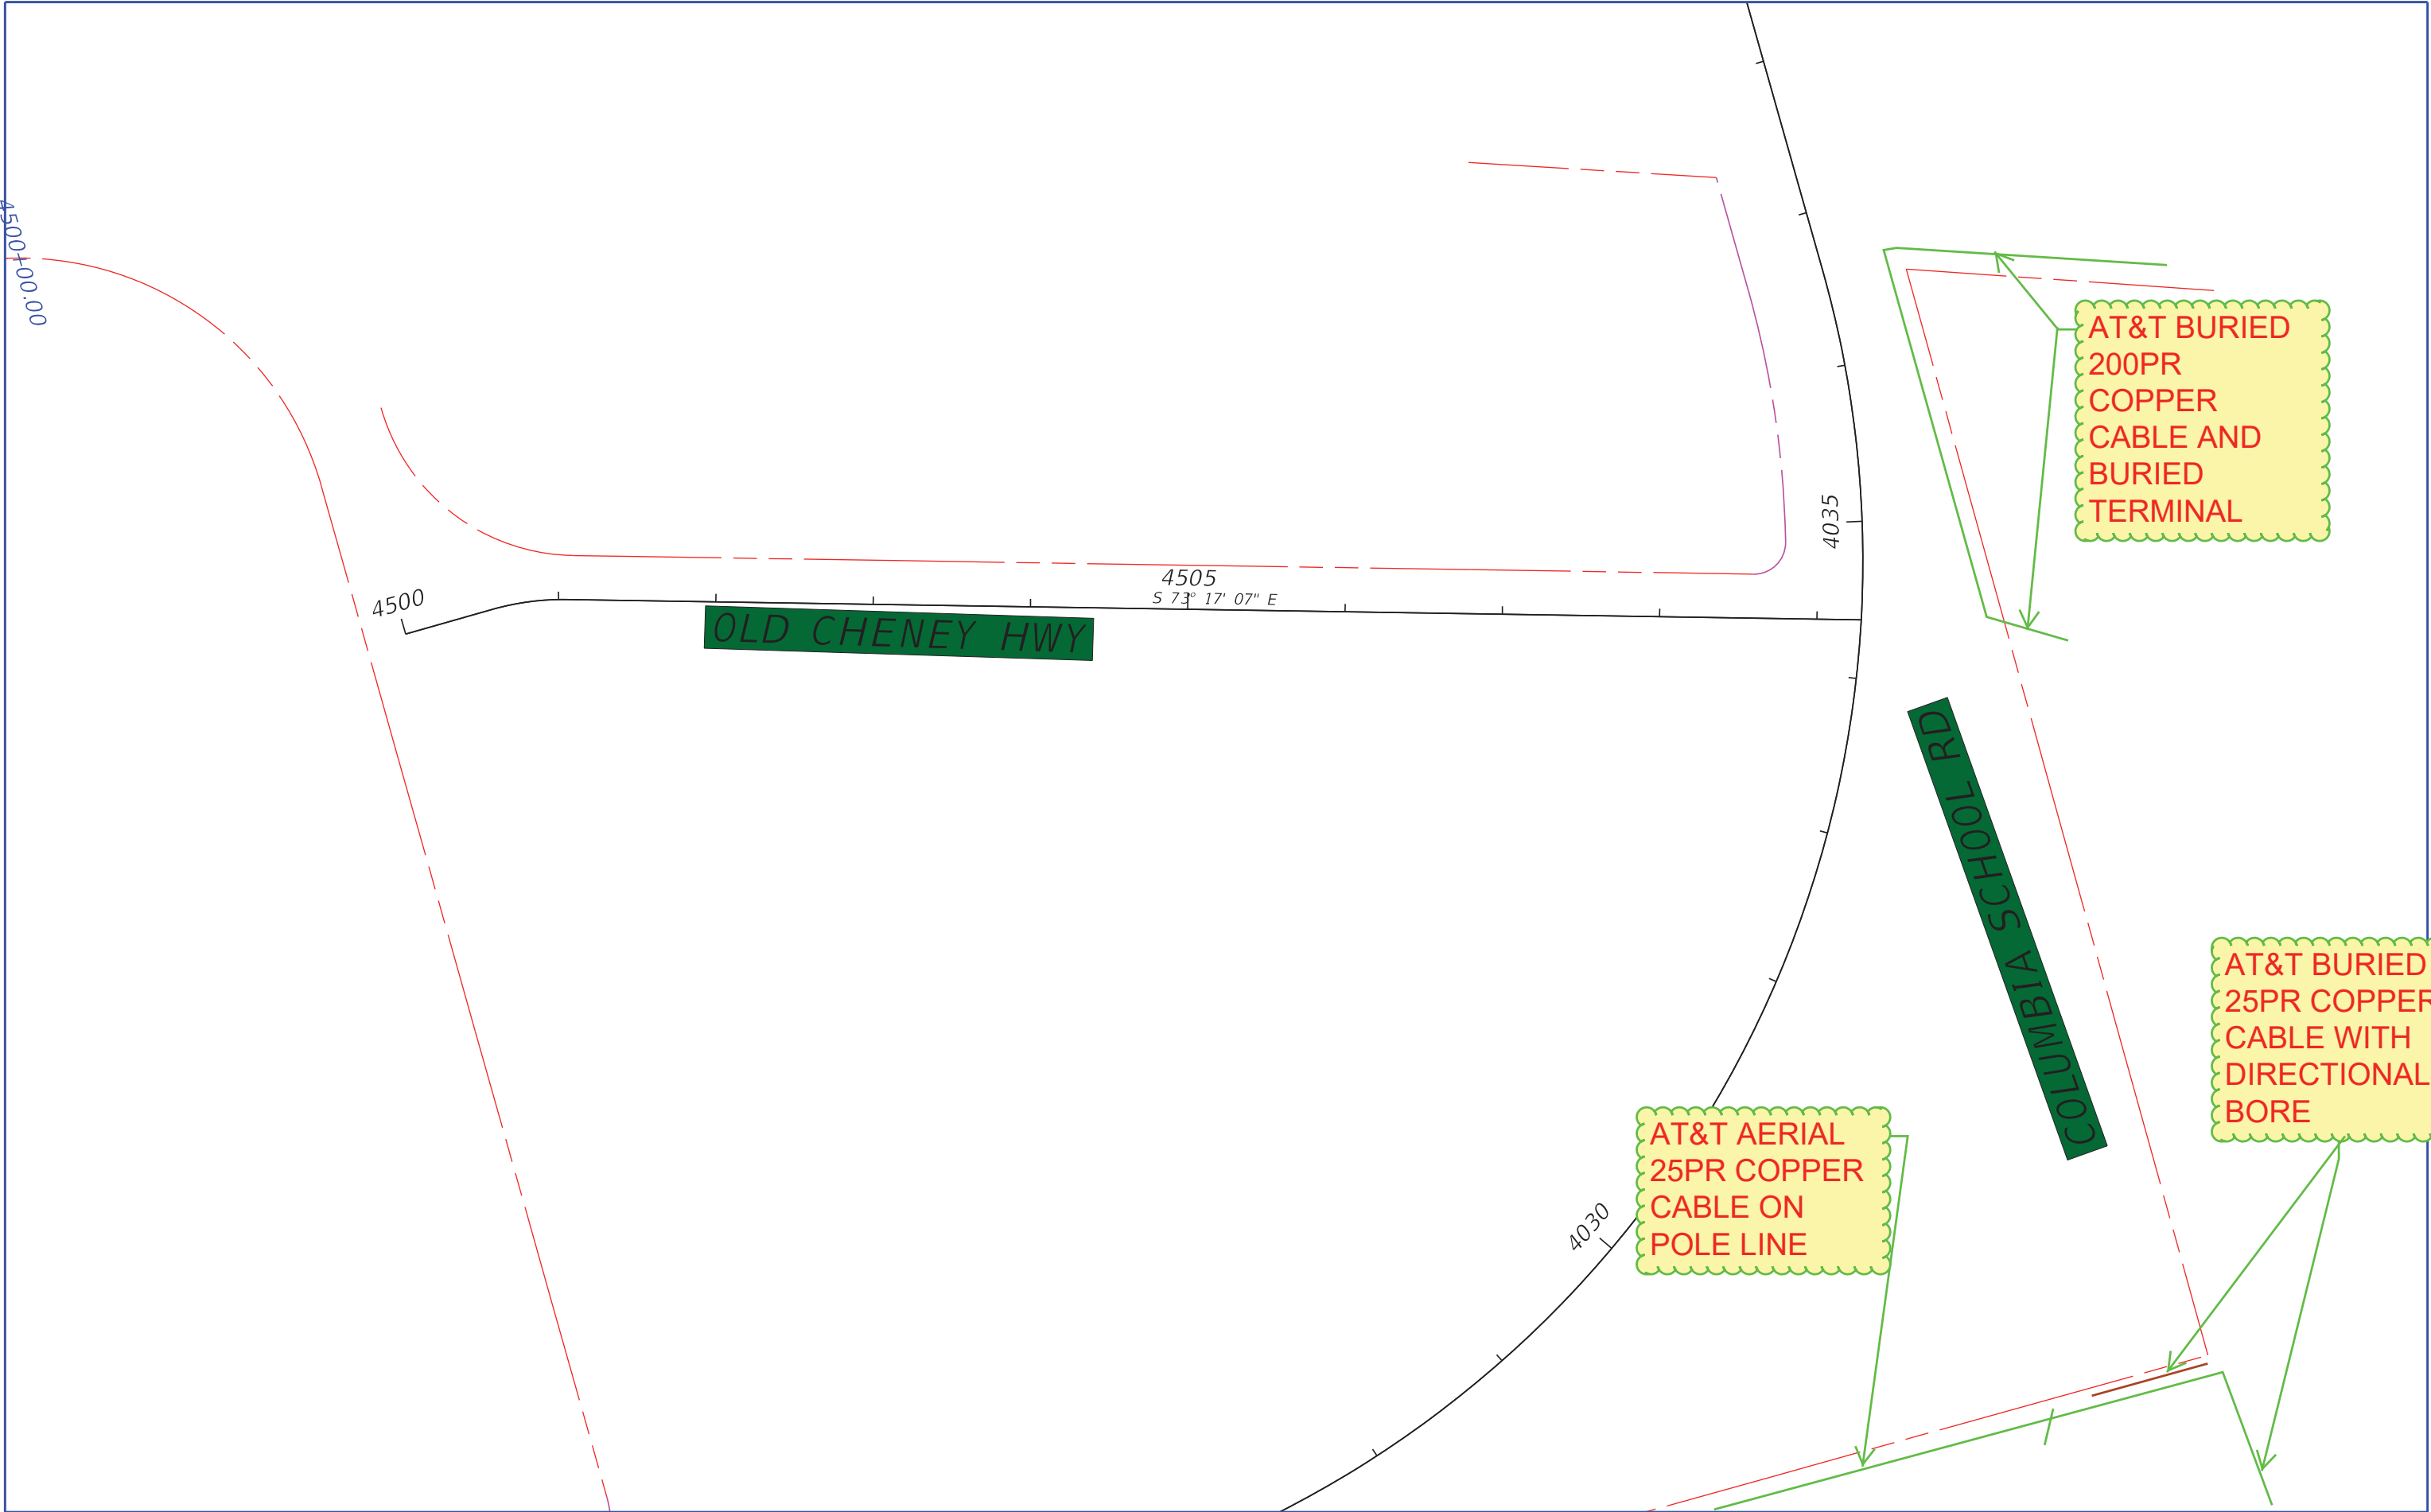 4500+00.00
4500
4505
S 73° 17' 07" E
OLD CHENEY HWY
4035
AT&T BURIED
200PR
COPPER
CABLE AND
BURIED
TERMINAL
COLUMBIA SCHOOL RD
AT&T BURIED
25PR COPPER
CABLE WITH
DIRECTIONAL
BORE
AT&T AERIAL
25PR COPPER
CABLE ON
POLE LINE
4030